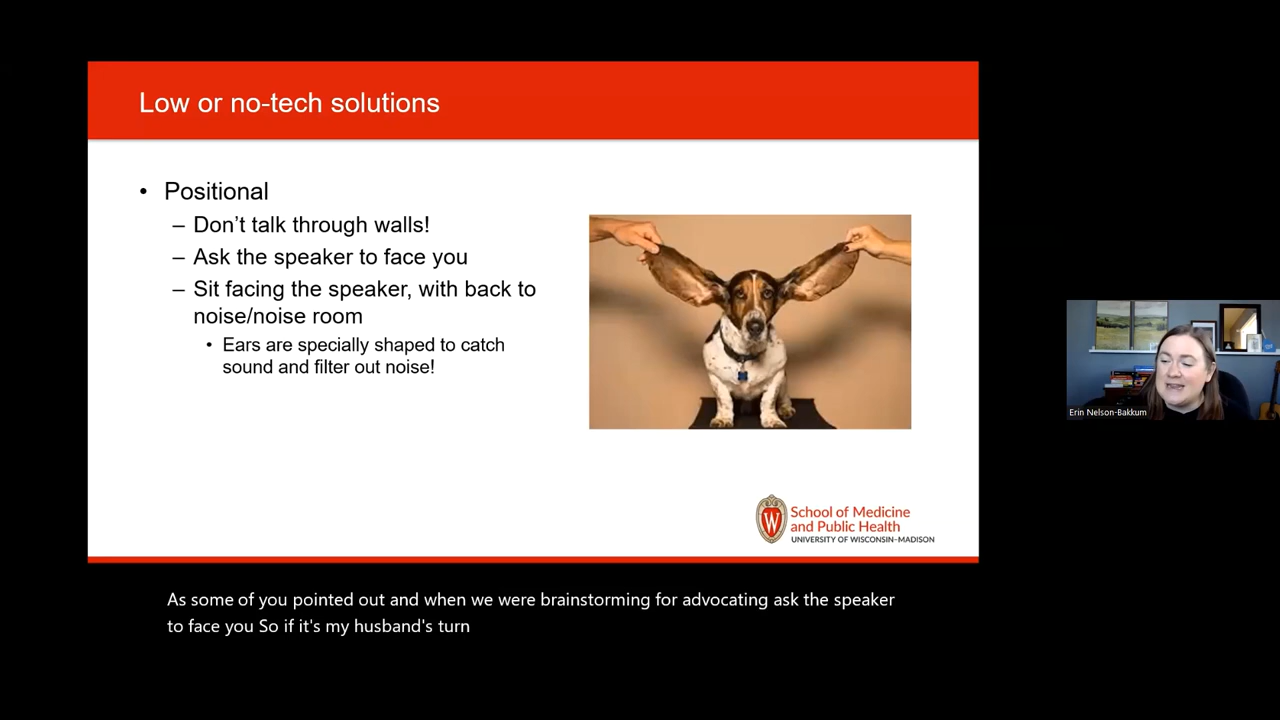 Low or no-tech solutions
• Positional
– Don’t talk through walls!
– Ask the speaker to face you
– Sit facing the speaker, with back to
noise/noise room
• Ears are specially shaped to catch
sound and filter out noise!
W
School of Medicine
and Public Health
UNIVERSITY OF WISCONSIN–MADISON
Erin Nelson-Bakkum
As some of you pointed out and when we were brainstorming for advocating ask the speaker
to face you So if it's my husband's turn